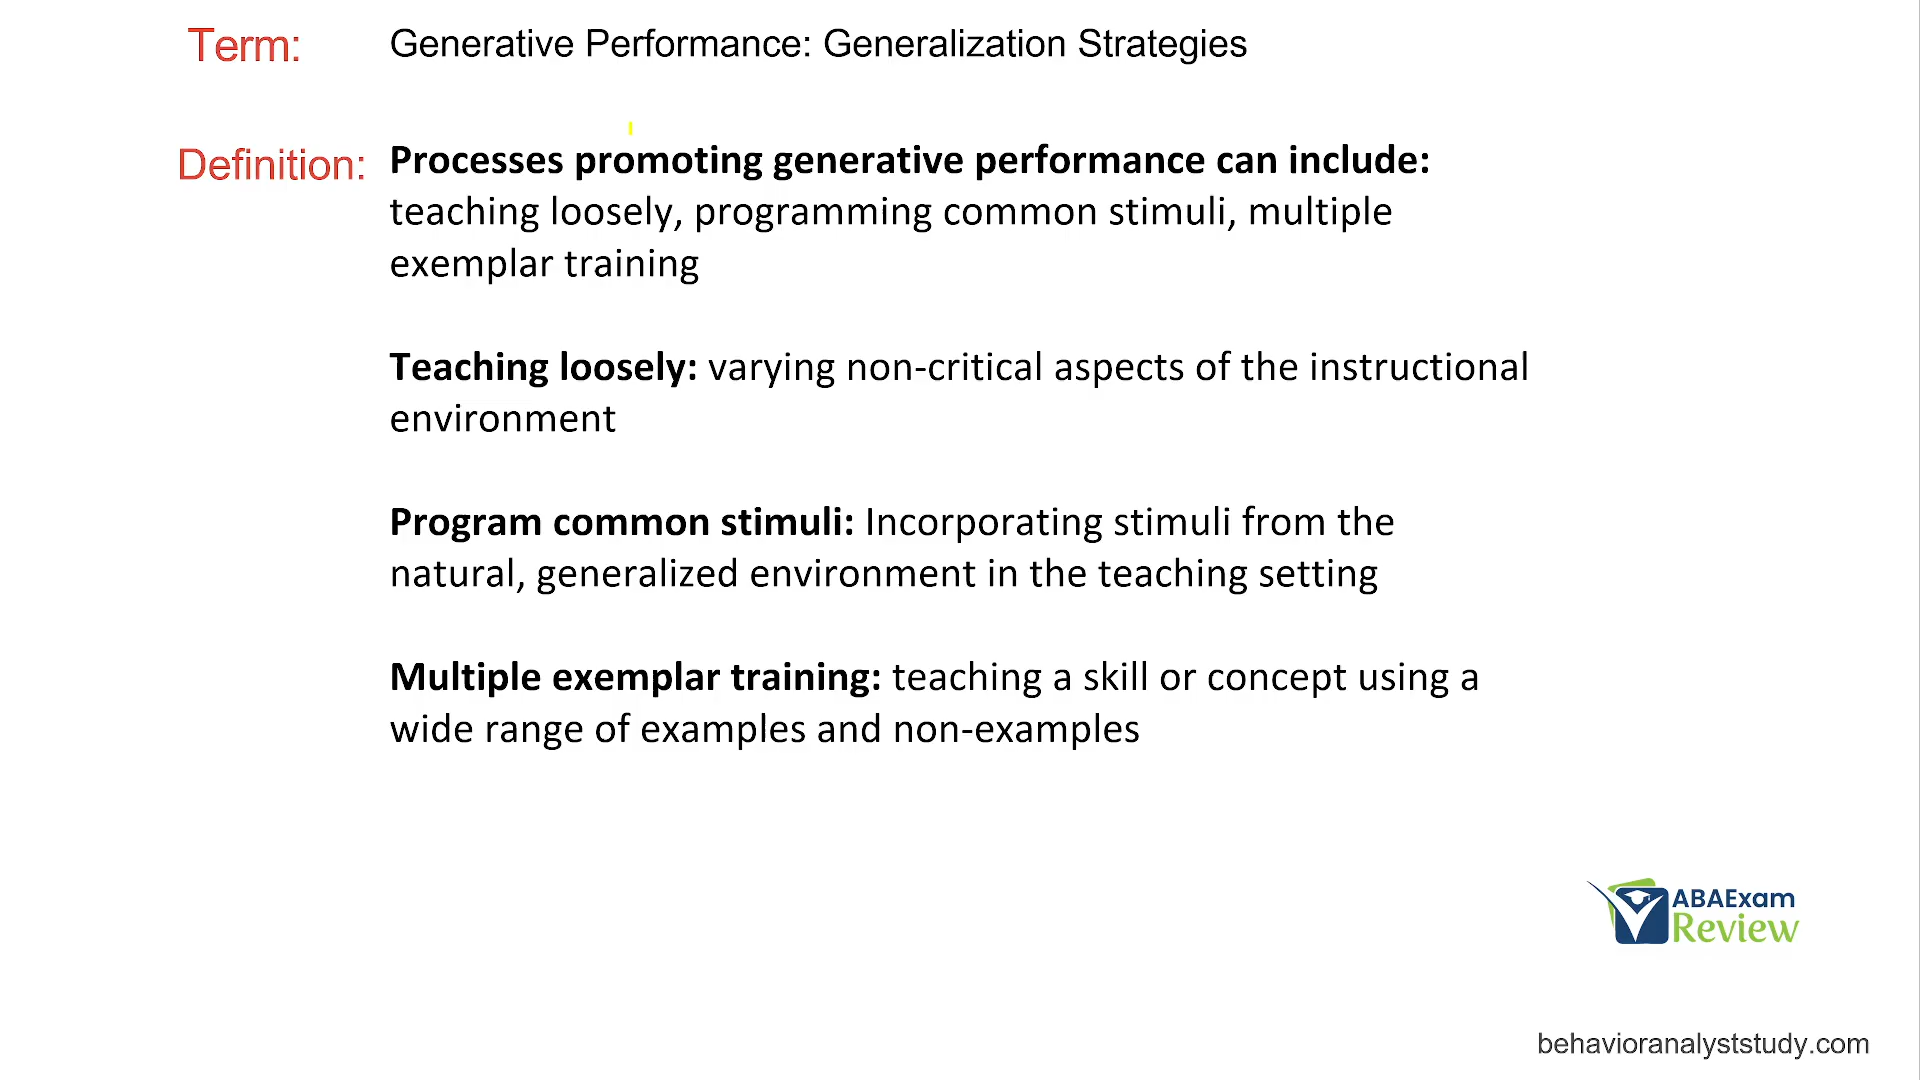 Term: Generative Performance: Generalization Strategies
Definition: Processes promoting generative performance can include:
teaching loosely, programming common stimuli, multiple
exemplar training
Teaching loosely: varying non-critical aspects of the instructional
environment
Program common stimuli: Incorporating stimuli from the
natural, generalized environment in the teaching setting
Multiple exemplar training: teaching a skill or concept using a
wide range of examples and non-examples
ABAExam
Review
behavioranalyststudy.com